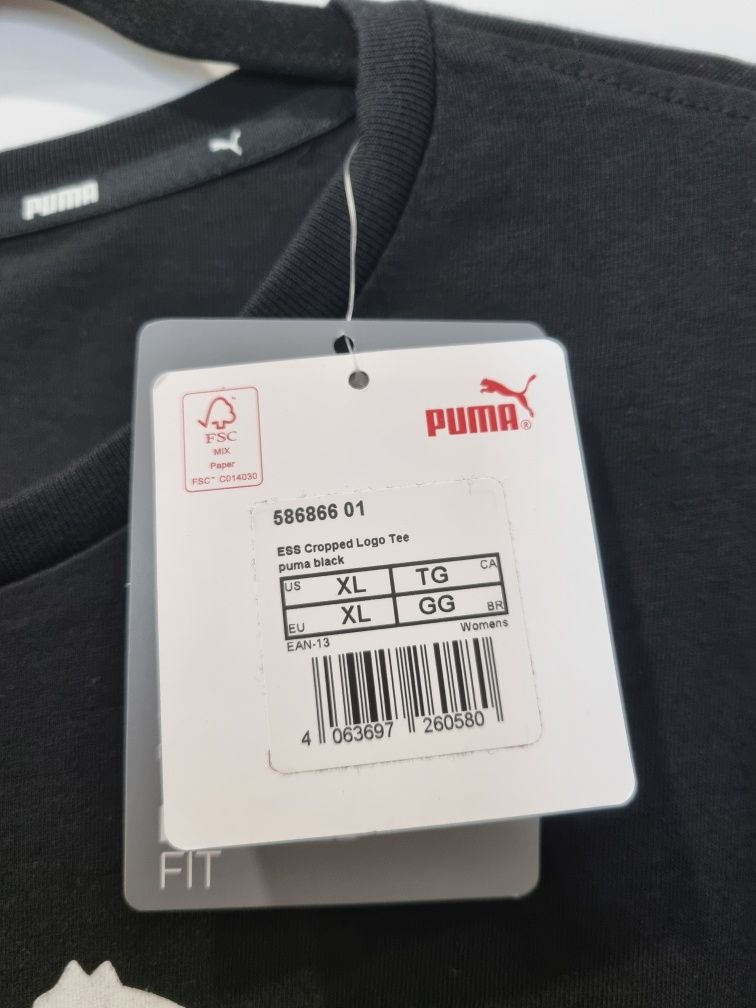 PUMA
PUMA®
FSC
MIX
Paper
FSC™ C014030
586866 01
ESS Cropped Logo Tee
puma black
US XL TG CA
EU XL GG BR
EAN-13 Womens
4 063697 260580
FIT